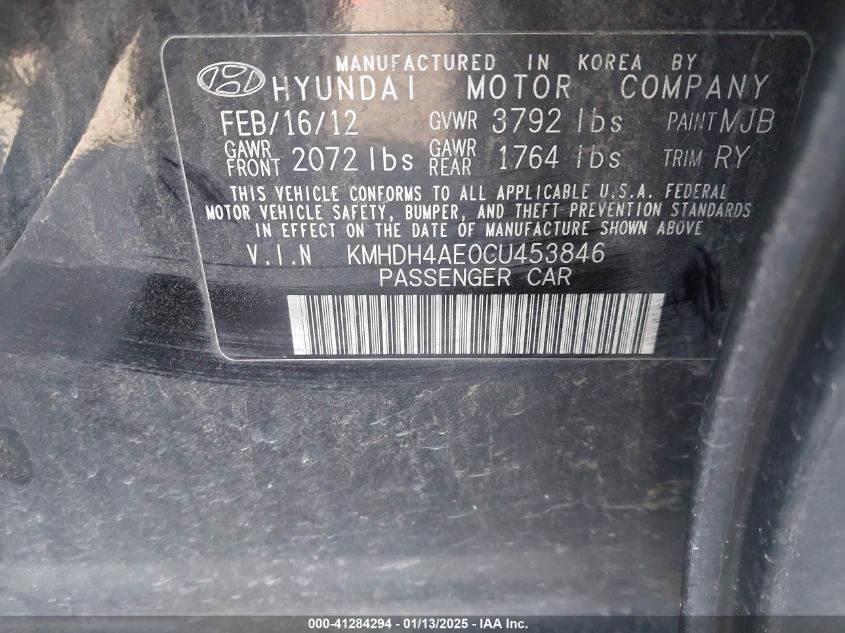 MANUFACTURED IN KOREA BY
HYUNDAI MOTOR COMPANY
FEB/16/12 GVWR 3792 lbs PAINT MJB
GAWR FRONT 2072 lbs GAWR REAR 1764 lbs TRIM RY
THIS VEHICLE CONFORMS TO ALL APPLICABLE U.S.A. FEDERAL
MOTOR VEHICLE SAFETY, BUMPER, AND THEFT PREVENTION STANDARDS
IN EFFECT ON THE DATE OF MANUFACTURE SHOWN ABOVE.
V.I.N KMHDH4AE0CU453846
PASSENGER CAR
000-41284294 - 01/13/2025 - IAA Inc.